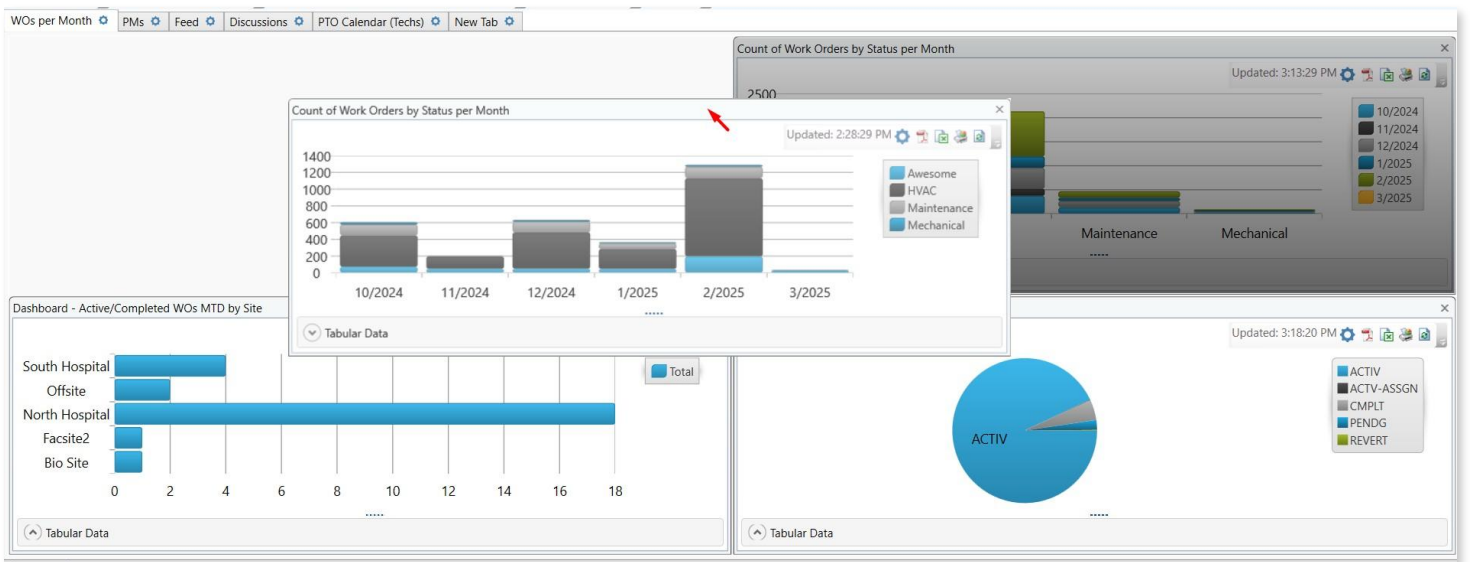 WOs per Month PMs Feed Discussions PTO Calendar (Techs) New Tab
Count of Work Orders by Status per Month
Updated: 3:13:29 PM
2500
10/2024
11/2024
12/2024
1/2025
2/2025
3/2025
Maintenance Mechanical
Count of Work Orders by Status per Month
Updated: 2:28:29 PM
1400
1200
1000
800
600
400
200
0
10/2024 11/2024 12/2024 1/2025 2/2025 3/2025
Awesome
HVAC
Maintenance
Mechanical
Tabular Data
Dashboard - Active/Completed WOs MTD by Site
South Hospital
Offsite
North Hospital
Facsite2
Bio Site
0 2 4 6 8 10 12 14 16 18
Total
Tabular Data
Updated: 3:18:20 PM
ACTIV
ACTIV
ACTV-ASSGN
CMPLT
PENDG
REVERT
Tabular Data